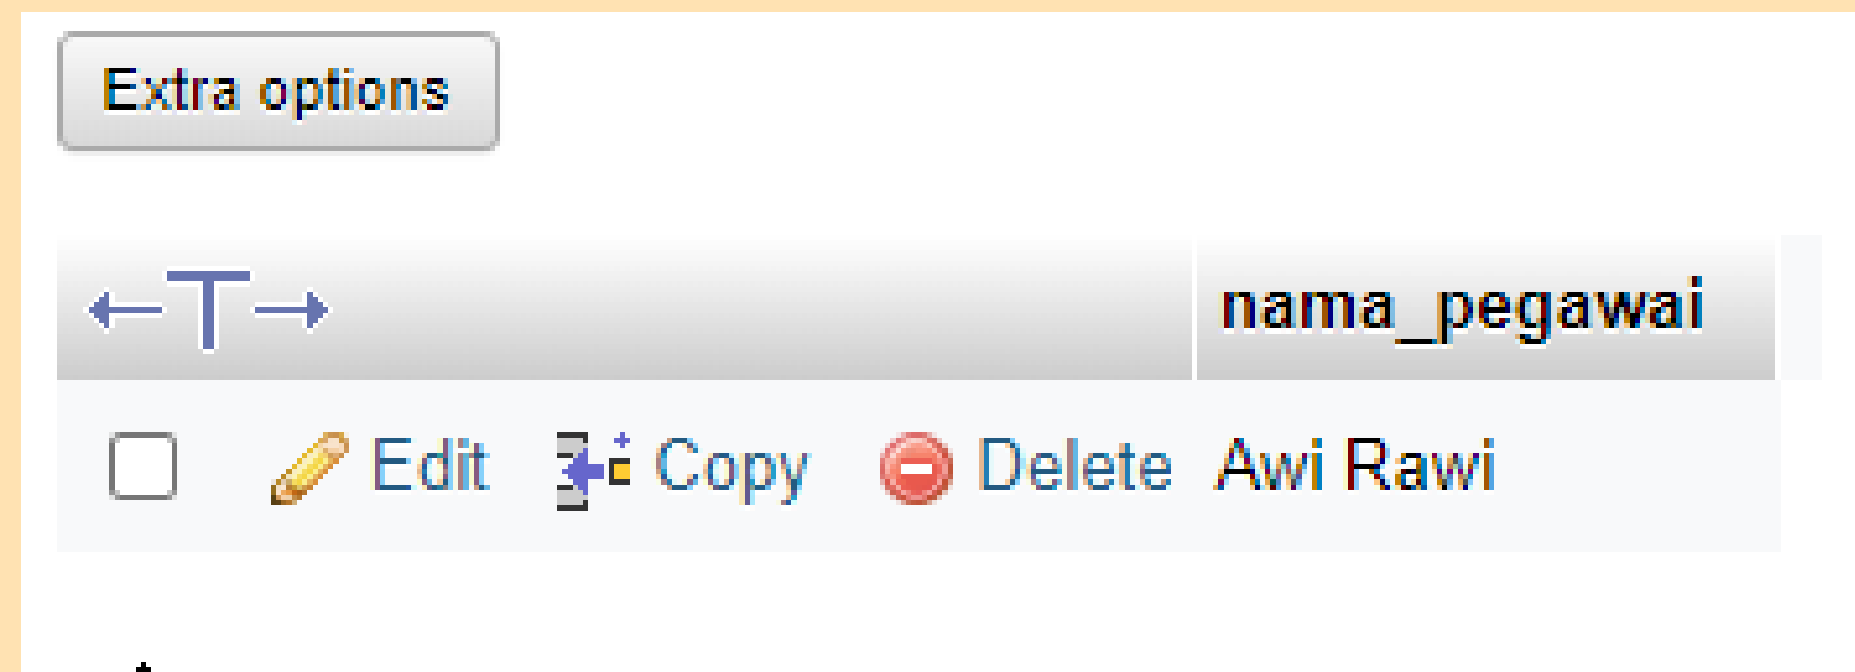 Extra options
←T→ nama_pegawai
Edit Copy Delete Awi Rawi